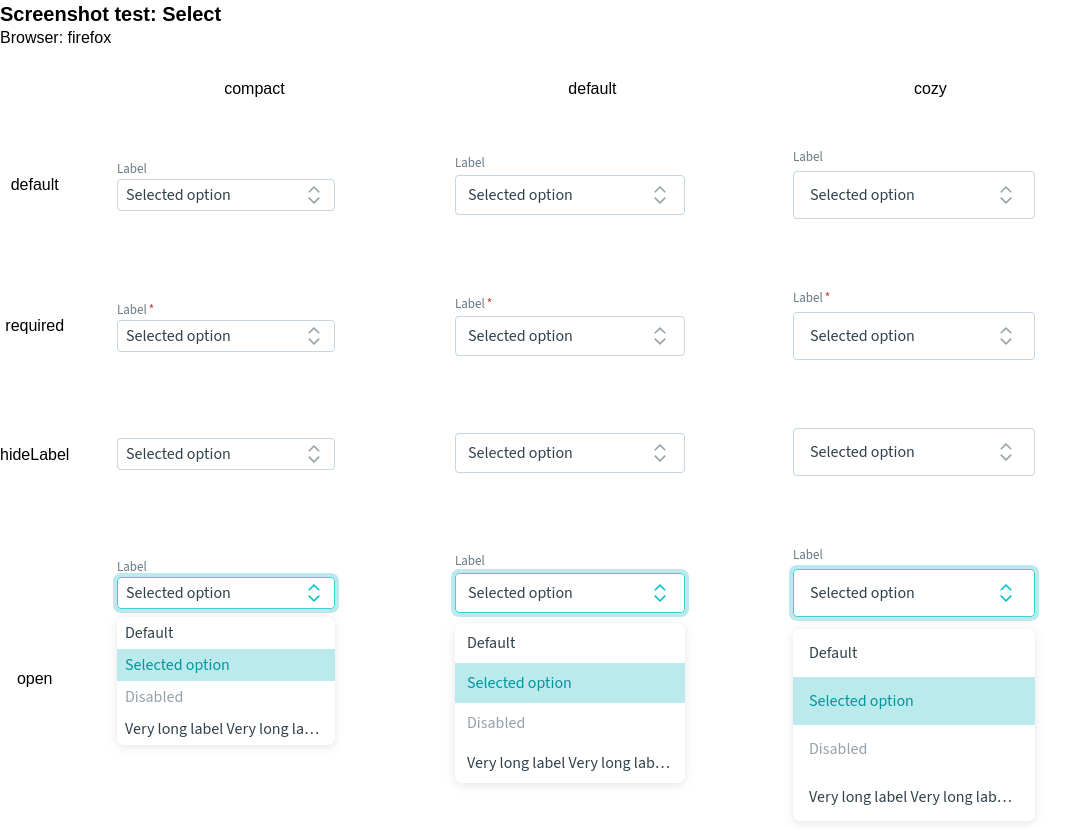 Screenshot test: Select
Browser: firefox
compact default cozy
default
Label Label Label
Selected option Selected option Selected option
required
Label * Label * Label *
Selected option Selected option Selected option
hideLabel
Selected option Selected option Selected option
open
Label Label Label
Selected option Selected option Selected option
Default Default Default
Selected option Selected option Selected option
Disabled Disabled Disabled
Very long label Very long la… Very long label Very long lab… Very long label Very long lab…